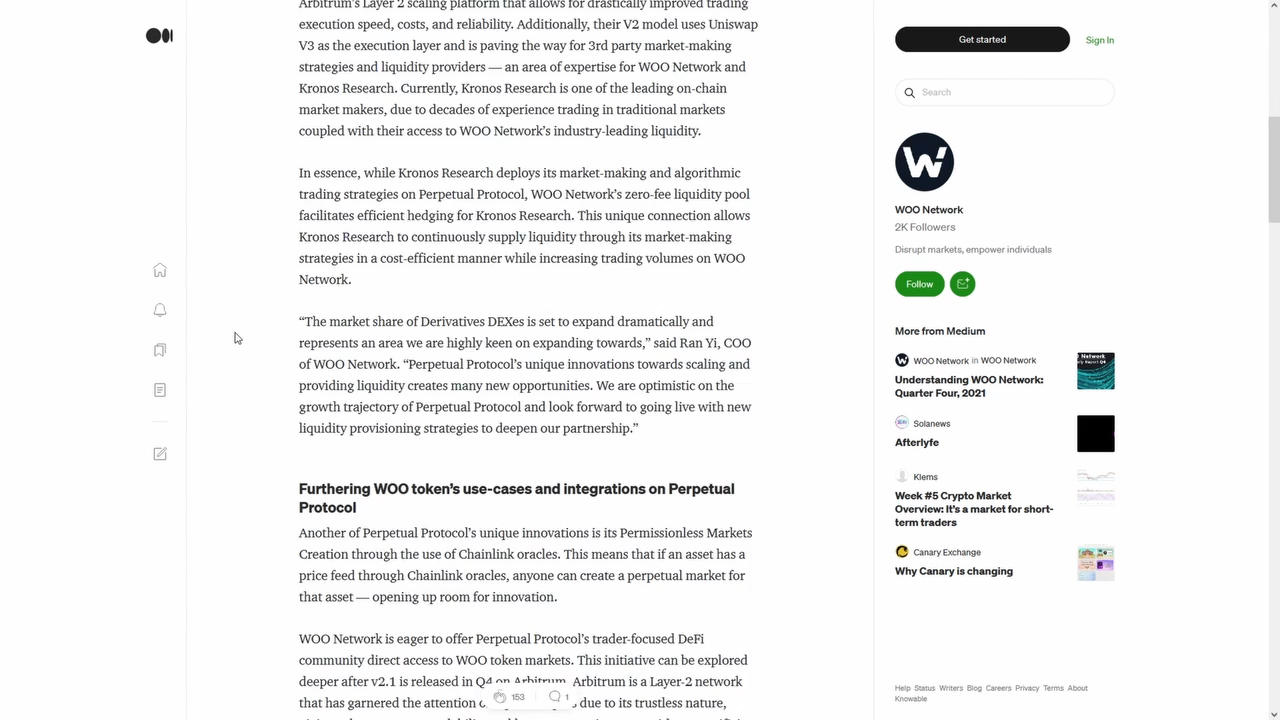 Arbitrum's Layer 2 scaling platform that allows for drastically improved trading
execution speed, costs, and reliability. Additionally, their V2 model uses Uniswap
V3 as the execution layer and is paving the way for 3rd party market-making
strategies and liquidity providers — an area of expertise for WOO Network and
Kronos Research. Currently, Kronos Research is one of the leading on-chain
market makers, due to decades of experience trading in traditional markets
coupled with their access to WOO Network's industry-leading liquidity.
In essence, while Kronos Research deploys its market-making and algorithmic
trading strategies on Perpetual Protocol, WOO Network's zero-fee liquidity pool
facilitates efficient hedging for Kronos Research. This unique connection allows
Kronos Research to continuously supply liquidity through its market-making
strategies in a cost-efficient manner while increasing trading volumes on WOO
Network.
“The market share of Derivatives DEXes is set to expand dramatically and
represents an area we are highly keen on expanding towards,” said Ran Yi, COO
of WOO Network. “Perpetual Protocol's unique innovations towards scaling and
providing liquidity creates many new opportunities. We are optimistic on the
growth trajectory of Perpetual Protocol and look forward to going live with new
liquidity provisioning strategies to deepen our partnership.”
Furthering WOO token's use-cases and integrations on Perpetual
Protocol
Another of Perpetual Protocol's unique innovations is its Permissionless Markets
Creation through the use of Chainlink oracles. This means that if an asset has a
price feed through Chainlink oracles, anyone can create a perpetual market for
that asset — opening up room for innovation.
WOO Network is eager to offer Perpetual Protocol's trader-focused DeFi
community direct access to WOO token markets. This initiative can be explored
deeper after v2.1 is released in Q4 on Arbitrum. Arbitrum is a Layer-2 network
that has garnered the attention of due to its trustless nature,
153
1
Get started
Sign In
Search
WOO Network
2K Followers
Disrupt markets, empower individuals
Follow
More from Medium
WOO Network in WOO Network
Understanding WOO Network:
Quarter Four, 2021
Solanews
Afterlyfe
Klems
Week #5 Crypto Market
Overview: It's a market for short-
term traders
Canary Exchange
Why Canary is changing
Help Status Writers Blog Careers Privacy Terms About
Knowable